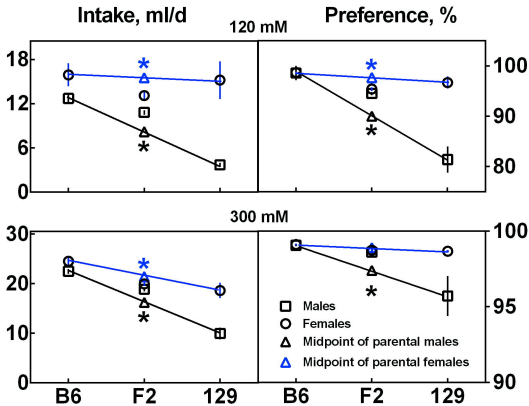 Intake, ml/d Preference, %
120 mM
18
12
6
0
100
90
80
300 mM
30
20
10
0
100
95
90
* * * * * * *
Males
Females
Midpoint of parental males
Midpoint of parental females
B6 F2 129 B6 F2 129